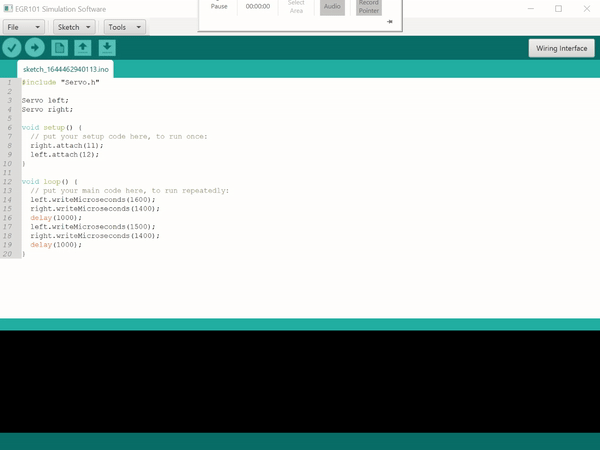 EGR101 Simulation Software
Pause
00:00:00
Select
Area
Audio
Record
Pointer
File
Sketch
Tools
Wiring Interface
sketch_1644462940113.ino
1 #include "Servo.h"
2
3 Servo left;
4 Servo right;
5
6 void setup() {
7 // put your setup code here, to run once:
8 right.attach(11);
9 left.attach(12);
10 }
11
12 void loop() {
13 // put your main code here, to run repeatedly:
14 left.writeMicroseconds(1600);
15 right.writeMicroseconds(1400);
16 delay(1000);
17 left.writeMicroseconds(1500);
18 right.writeMicroseconds(1400);
19 delay(1000);
20 }